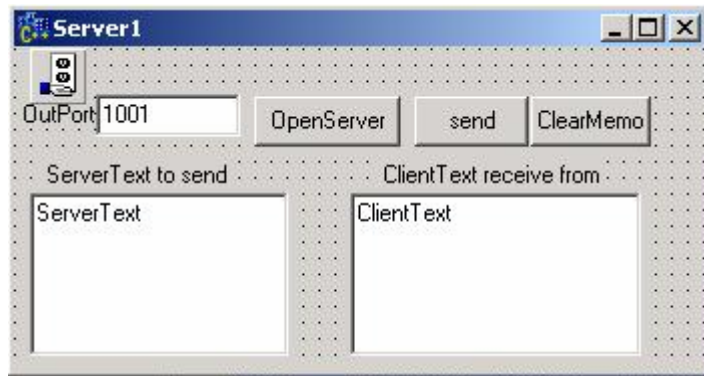 Server1
OutPort 1001 OpenServer send ClearMemo
ServerText to send ClientText receive from
ServerText ClientText